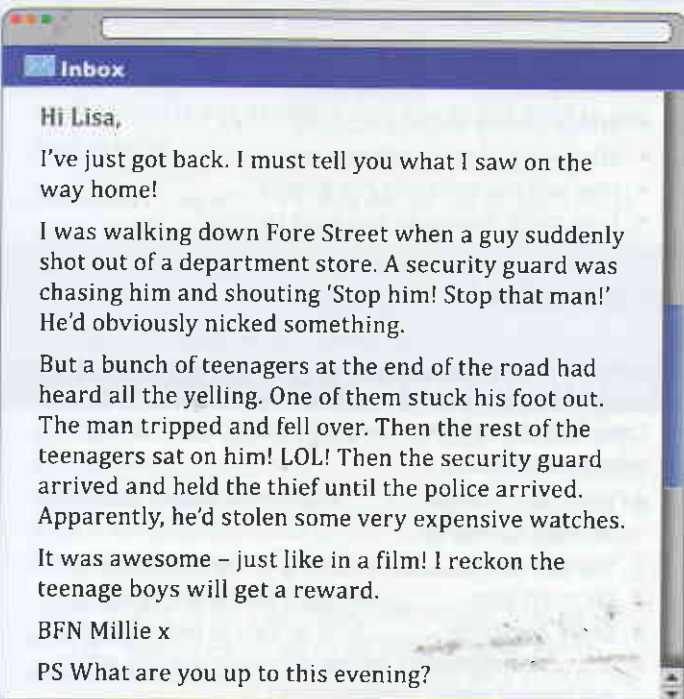 Inbox
Hi Lisa,
I've just got back. I must tell you what I saw on the
way home!
I was walking down Fore Street when a guy suddenly
shot out of a department store. A security guard was
chasing him and shouting 'Stop him! Stop that man!'
He'd obviously nicked something.
But a bunch of teenagers at the end of the road had
heard all the yelling. One of them stuck his foot out.
The man tripped and fell over. Then the rest of the
teenagers sat on him! LOL! Then the security guard
arrived and held the thief until the police arrived.
Apparently, he'd stolen some very expensive watches.
It was awesome – just like in a film! I reckon the
teenage boys will get a reward.
BFN Millie x
PS What are you up to this evening?